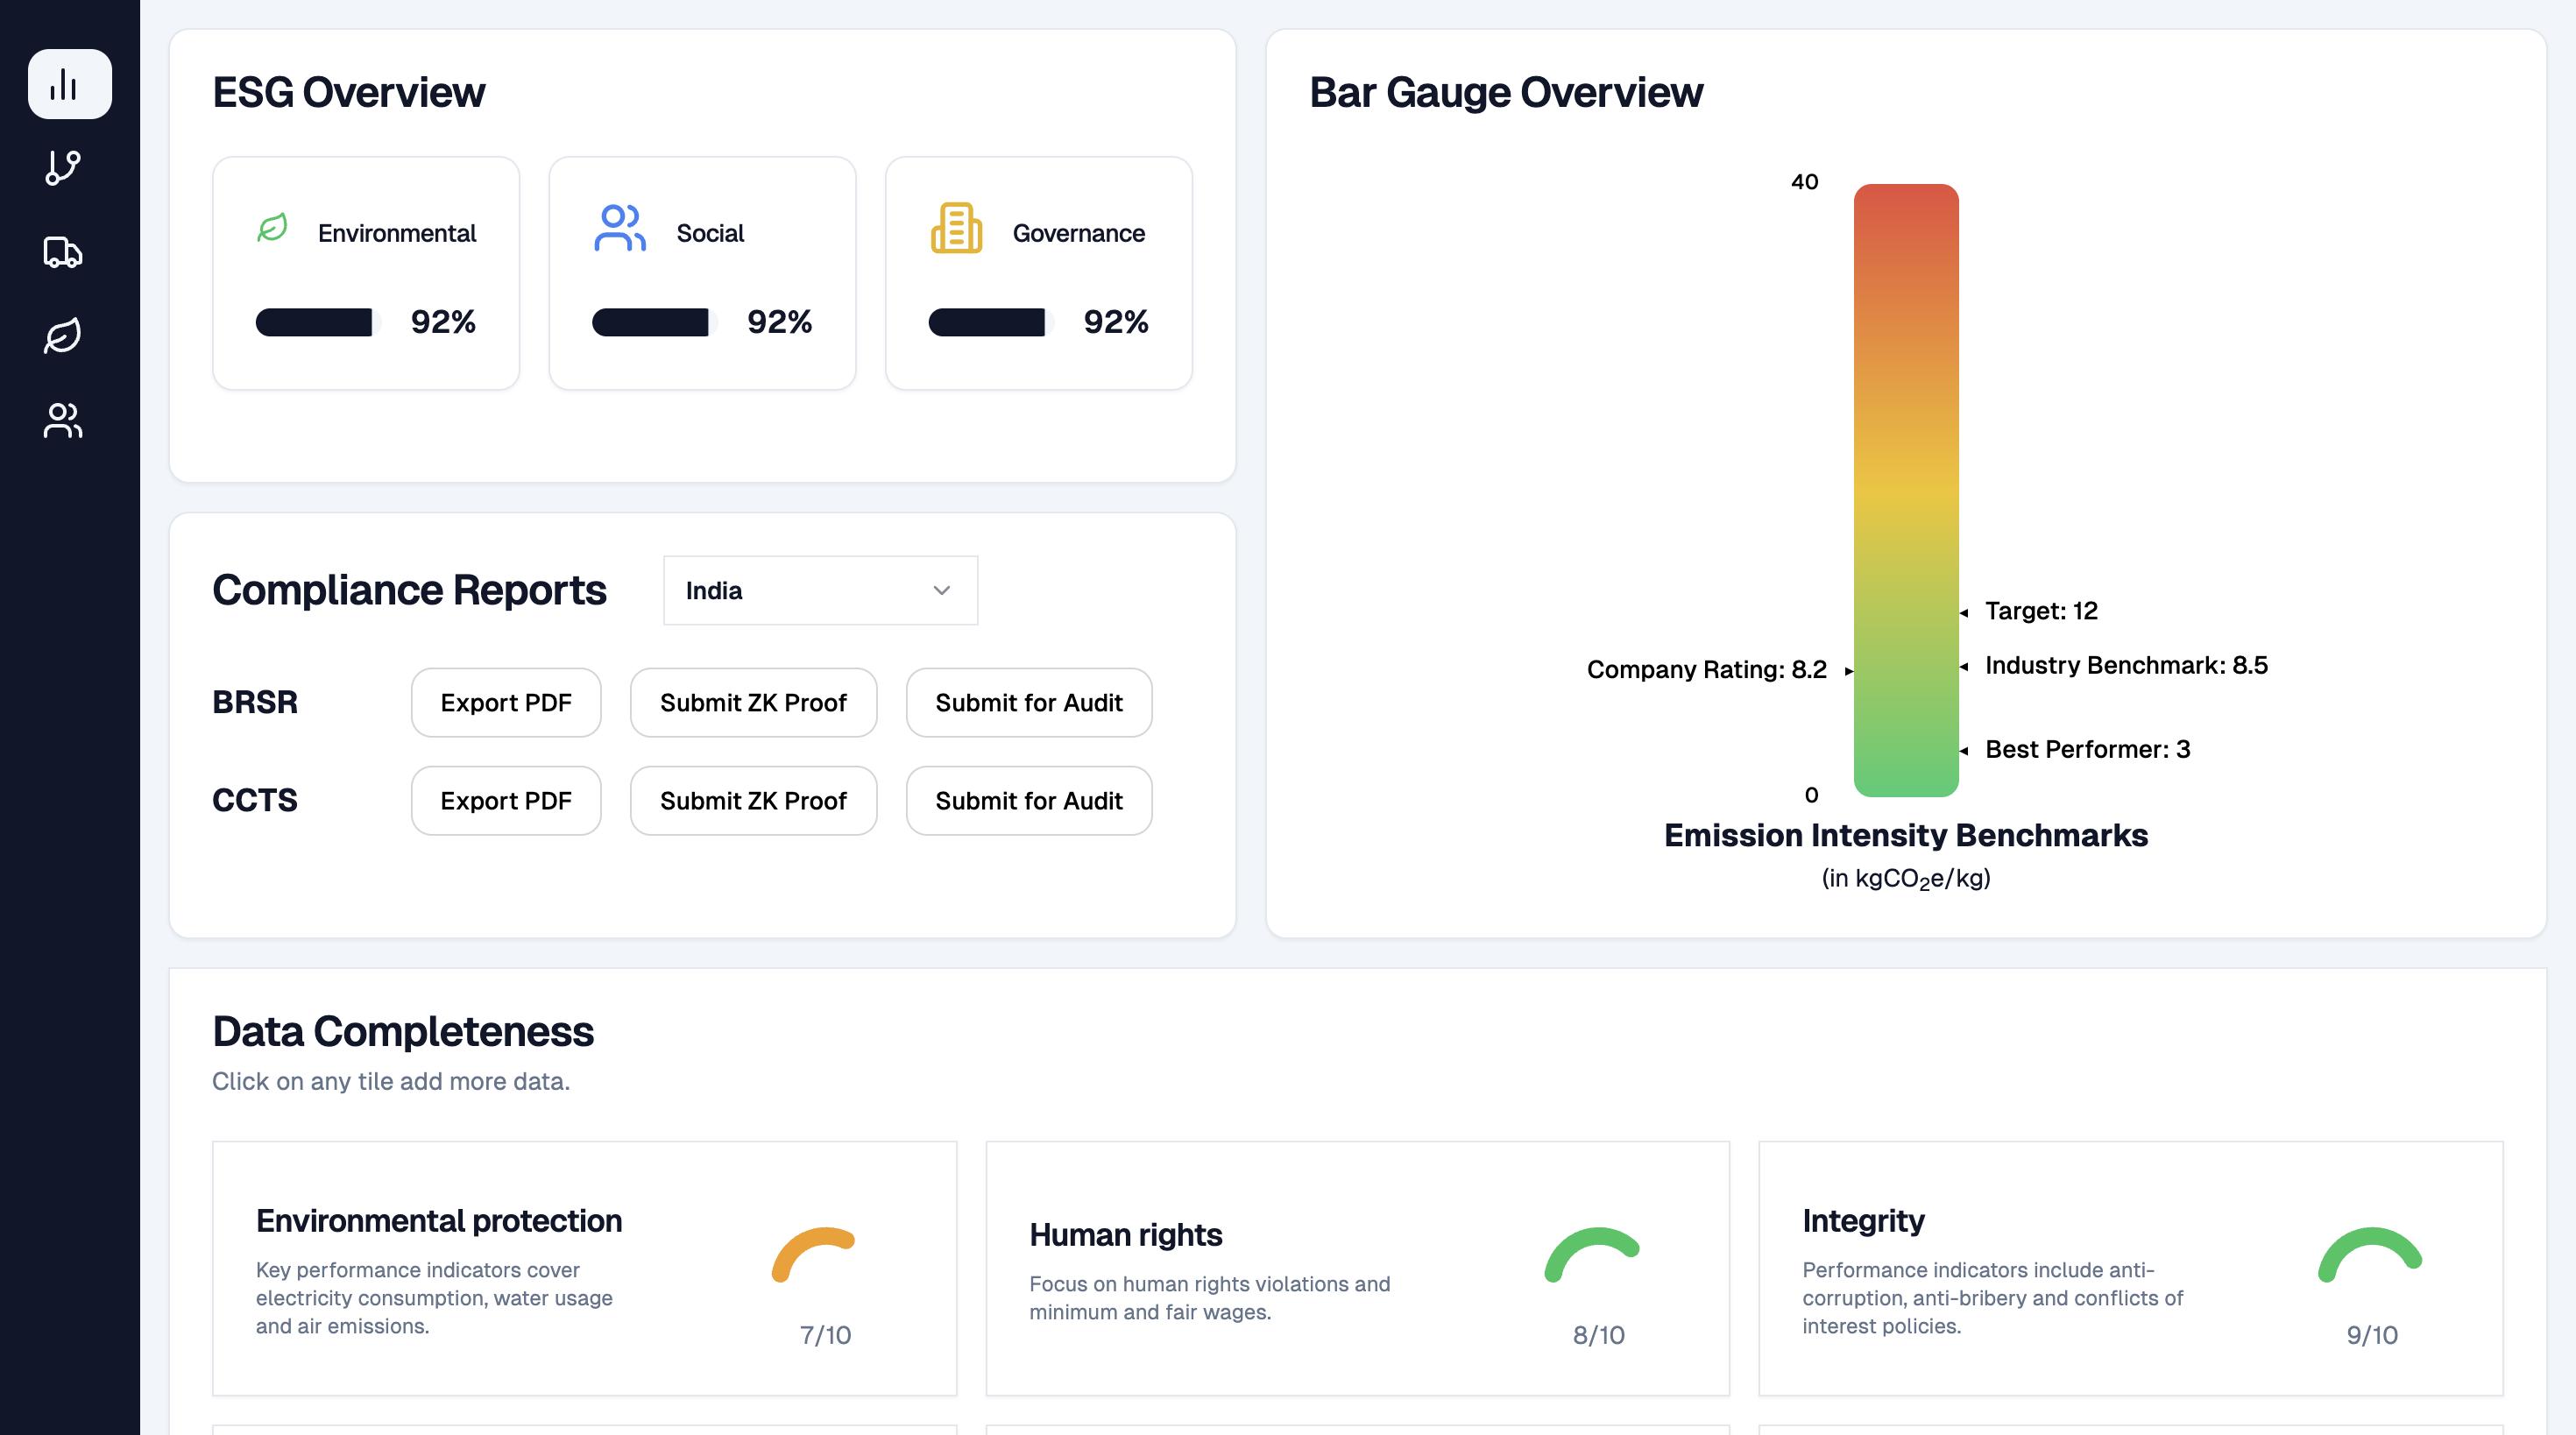 ESG Overview
Environmental
92%
Social
92%
Governance
92%
Compliance Reports
India
BRSR
Export PDF
Submit ZK Proof
Submit for Audit
CCTS
Export PDF
Submit ZK Proof
Submit for Audit
Bar Gauge Overview
40
Target: 12
Company Rating: 8.2
Industry Benchmark: 8.5
Best Performer: 3
0
Emission Intensity Benchmarks
(in kgCO₂e/kg)
Data Completeness
Click on any tile add more data.
Environmental protection
Key performance indicators cover
electricity consumption, water usage
and air emissions.
7/10
Human rights
Focus on human rights violations and
minimum and fair wages.
8/10
Integrity
Performance indicators include anti-
corruption, anti-bribery and conflicts of
interest policies.
9/10